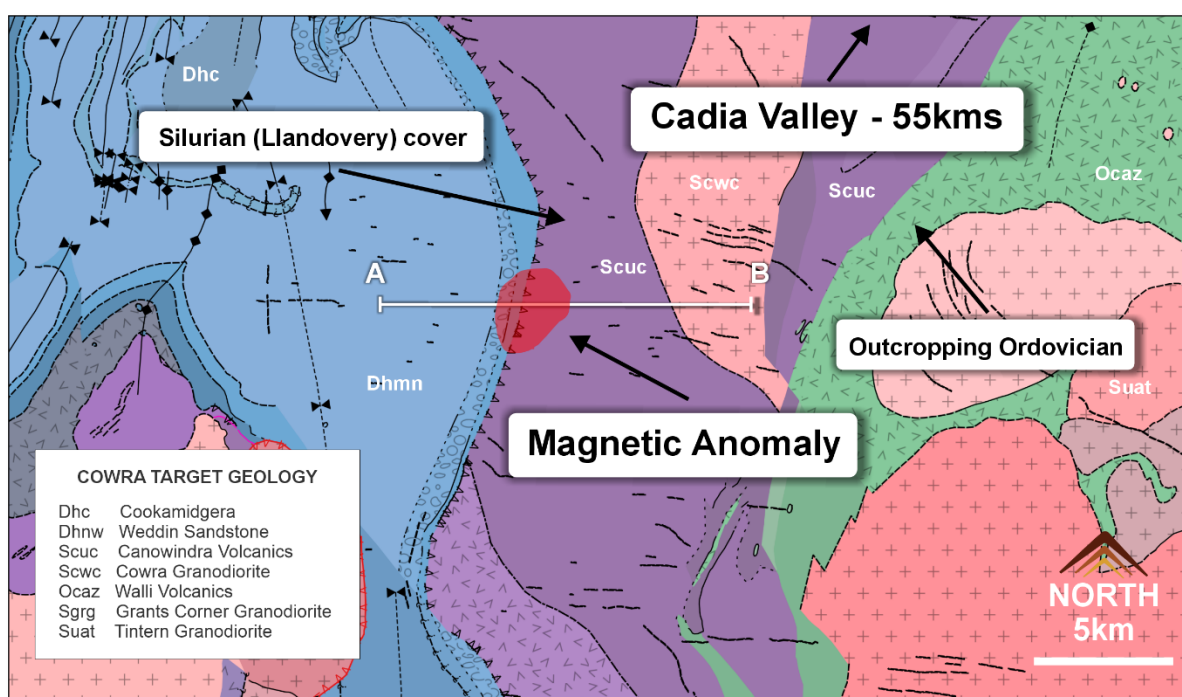 Dhc
Silurian (Llandovery) cover
Cadia Valley - 55kms
Scwc
Scuc
Ocaz
A
Scuc
B
Outcropping Ordovician
Dhmn
Suat
Magnetic Anomaly
COWRA TARGET GEOLOGY
Dhc Cookamidgera
Dhnw Weddin Sandstone
Scuc Canowindra Volcanics
Scwc Cowra Granodiorite
Ocaz Walli Volcanics
Sgrg Grants Corner Granodiorite
Suat Tintern Granodiorite
NORTH
5km